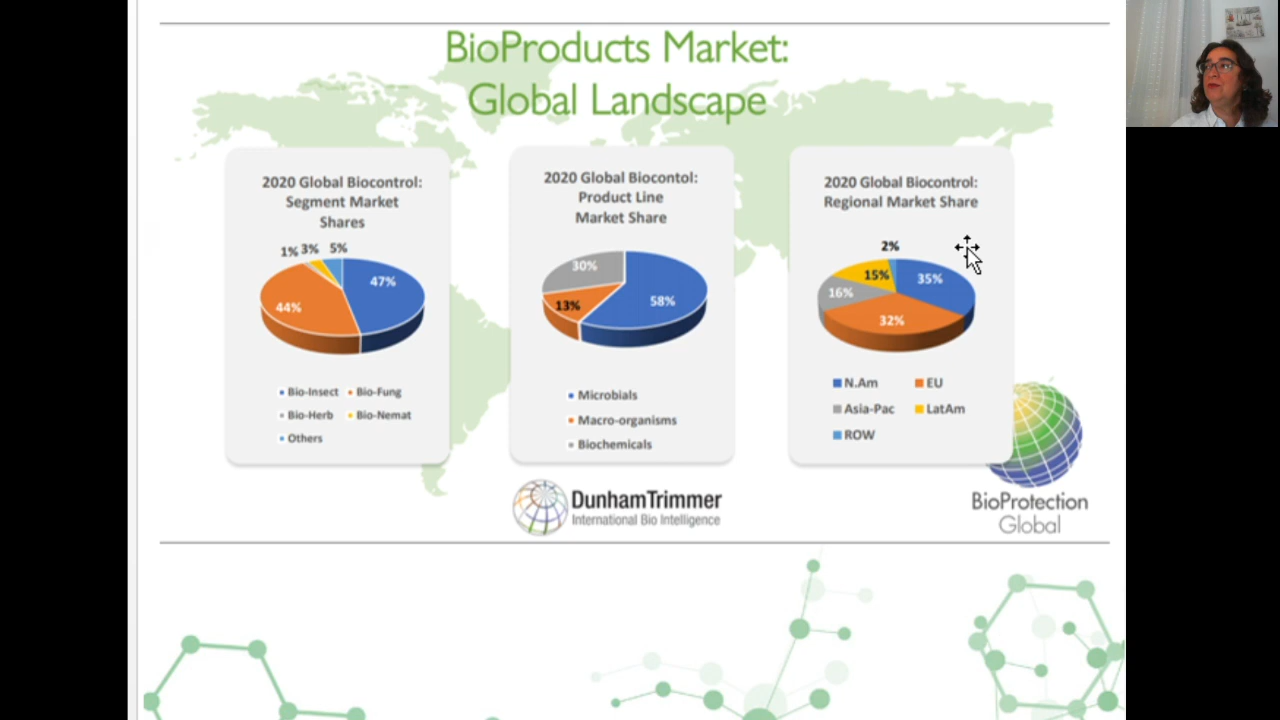 BioProducts Market:
Global Landscape
2020 Global Biocontrol:
Segment Market
Shares
1% 3% 5%
47%
44%
Bio-Insect Bio-Fung
Bio-Herb Bio-Nemat
Others
2020 Global Biocontol:
Product Line
Market Share
30%
13%
58%
Microbials
Macro-organisms
Biochemicals
2020 Global Biocontrol:
Regional Market Share
2%
15% 35%
16%
32%
N.Am EU
Asia-Pac LatAm
ROW
DunhamTrimmer
International Bio Intelligence
BioProtection
Global